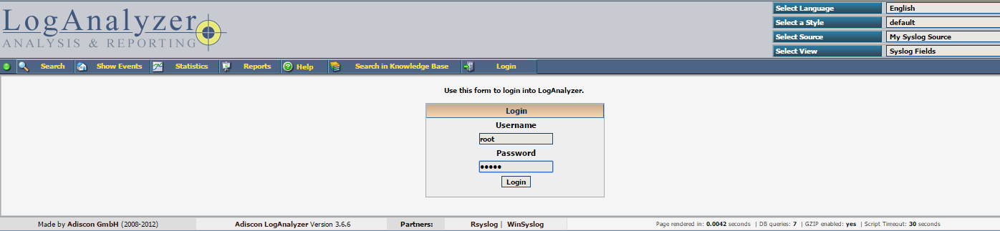 LogAnalyzer
ANALYSIS & REPORTING
Select Language English
Select a Style default
Select Source My Syslog Source
Select View Syslog Fields
Search Show Events Statistics Reports Help Search in Knowledge Base Login
Use this form to login into LogAnalyzer.
Login
Username
root
Password
•••••
Login
Made by Adiscon GmbH (2008-2012) Adiscon LogAnalyzer Version 3.6.6 Partners: Rsyslog | WinSyslog Page rendered in: 0.0042 seconds | DB queries: 7 | GZIP enabled: yes | Script Timeout: 30 seconds